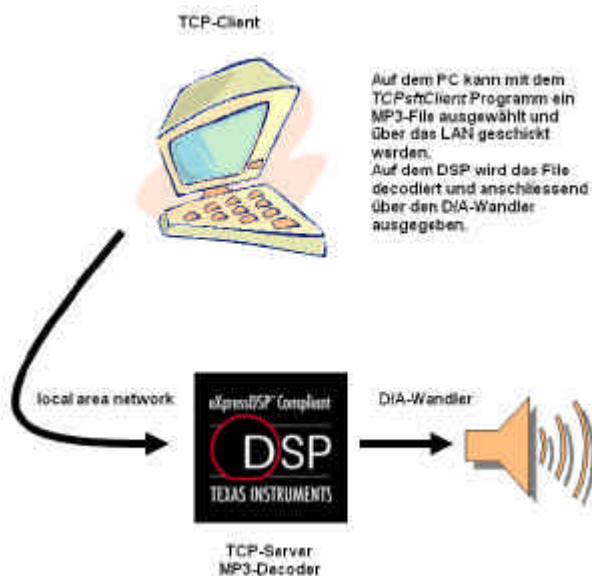 TCP-Client
Auf dem PC kann mit dem
TCPsftClient Programm ein
MP3-File ausgewählt und
über das LAN geschickt
werden.
Auf dem DSP wird das File
decodiert und anschliessend
über den D/A-Wandler
ausgegeben.
local area network
eXpressDSP™ Compliant
DSP
TEXAS INSTRUMENTS
D/A-Wandler
TCP-Server
MP3-Decoder